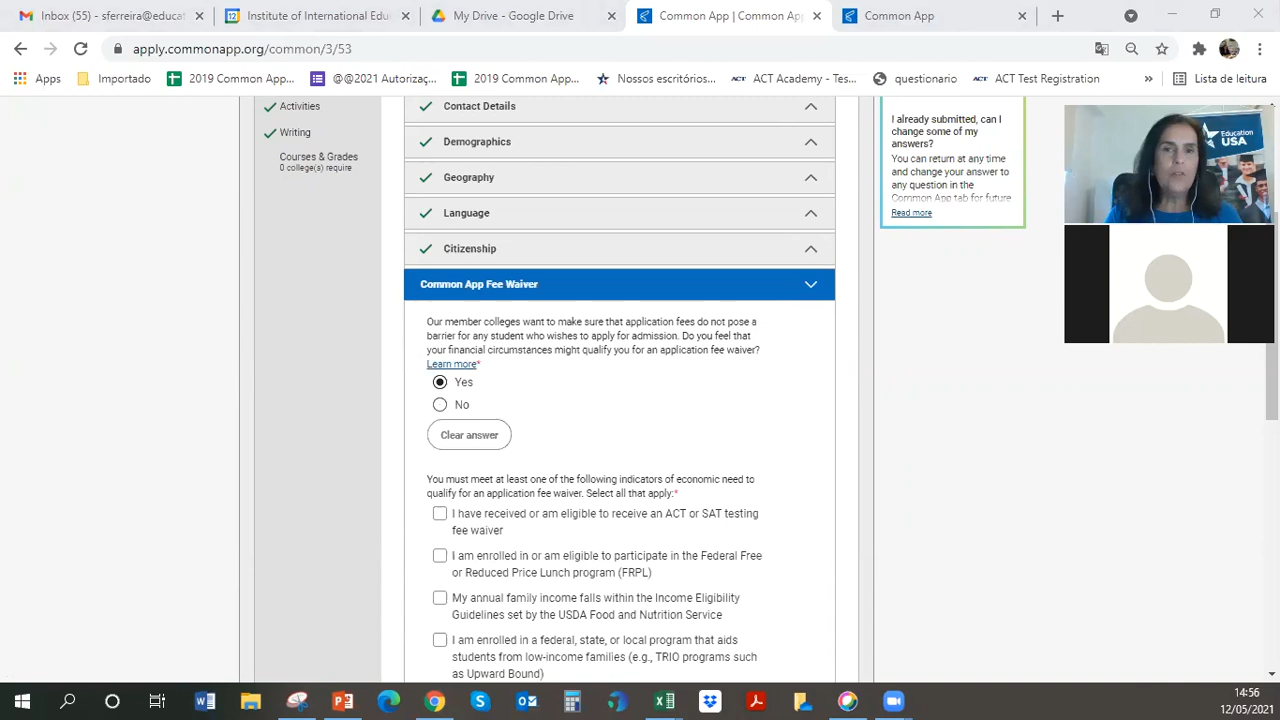 Inbox (55) - sferreira@educat
Institute of International Edu
My Drive - Google Drive
Common App | Common Ap
Common App
apply.commonapp.org/common/3/53
Apps
Importado
2019 Common App...
@@2021 Autorizaç...
2019 Common App...
Nossos escritórios...
ACT Academy - Tes...
questionario
ACT Test Registration
»
Lista de leitura
Activities
Writing
Courses & Grades
0 college(s) require
Contact Details
Demographics
Geography
Language
Citizenship
Common App Fee Waiver
Our member colleges want to make sure that application fees do not pose a
barrier for any student who wishes to apply for admission. Do you feel that
your financial circumstances might qualify you for an application fee waiver?
Learn more*
Yes
No
Clear answer
You must meet at least one of the following indicators of economic need to
qualify for an application fee waiver. Select all that apply:*
I have received or am eligible to receive an ACT or SAT testing
fee waiver
I am enrolled in or am eligible to participate in the Federal Free
or Reduced Price Lunch program (FRPL)
My annual family income falls within the Income Eligibility
Guidelines set by the USDA Food and Nutrition Service
I am enrolled in a federal, state, or local program that aids
students from low-income families (e.g., TRIO programs such
as Upward Bound)
I already submitted, can I
change some of my
answers?
You can return at any time
and change your answer to
any question in the
Common App tab for future
Read more
Education
USA
14:56
12/05/2021